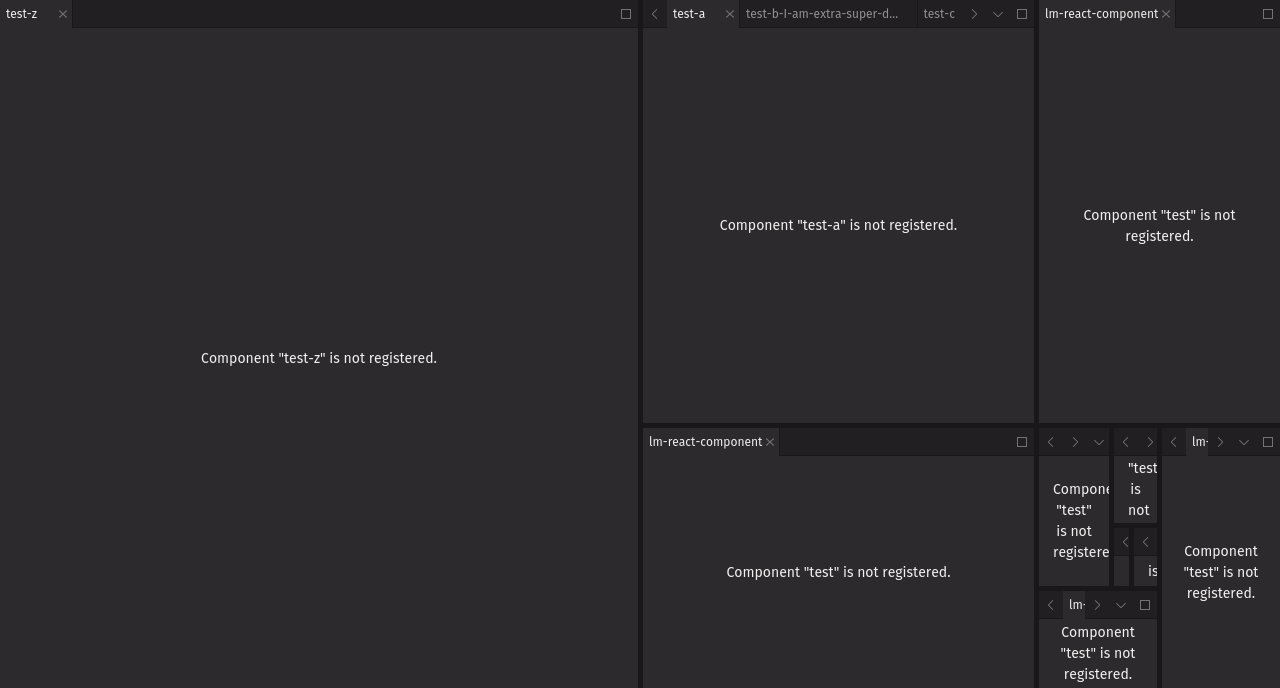 test-z
test-a
test-b-I-am-extra-super-d...
test-c
lm-react-component
Component "test-z" is not registered.
Component "test-a" is not registered.
Component "test" is not
registered.
lm-react-component
Component "test" is not registered.
Compone
"test"
is not
registere
"test
is
not
is
lm-
Component
"test" is not
registered.
lm-
Component
"test" is not
registered.